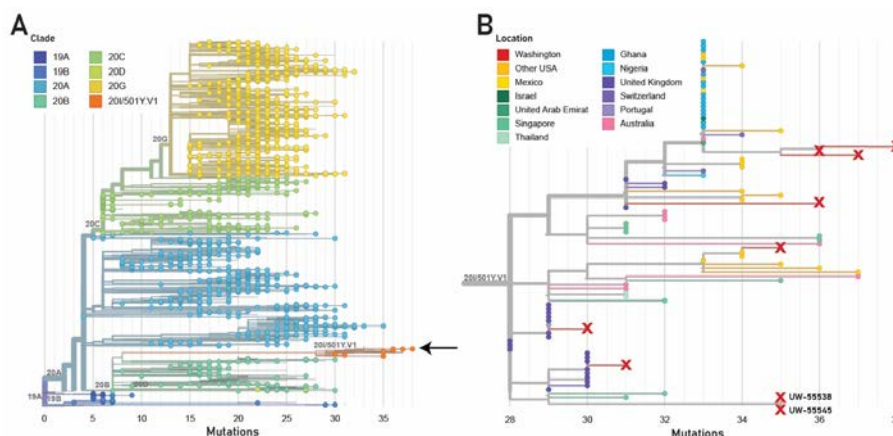 A
B
Clade
19A
19B
20A
20B
20C
20D
20G
20I/501Y.V1
Location
Washington
Other USA
Mexico
Israel
United Arab Emirat
Singapore
Thailand
Ghana
Nigeria
United Kingdom
Switzerland
Portugal
Australia
20G
20C
20I/501Y.V1
20A
20B
20D
19A
19B
0 5 10 15 20 25 30 35
Mutations
20I/501Y.V1
UW-55538
UW-55545
28 30 32 34 36
Mutations